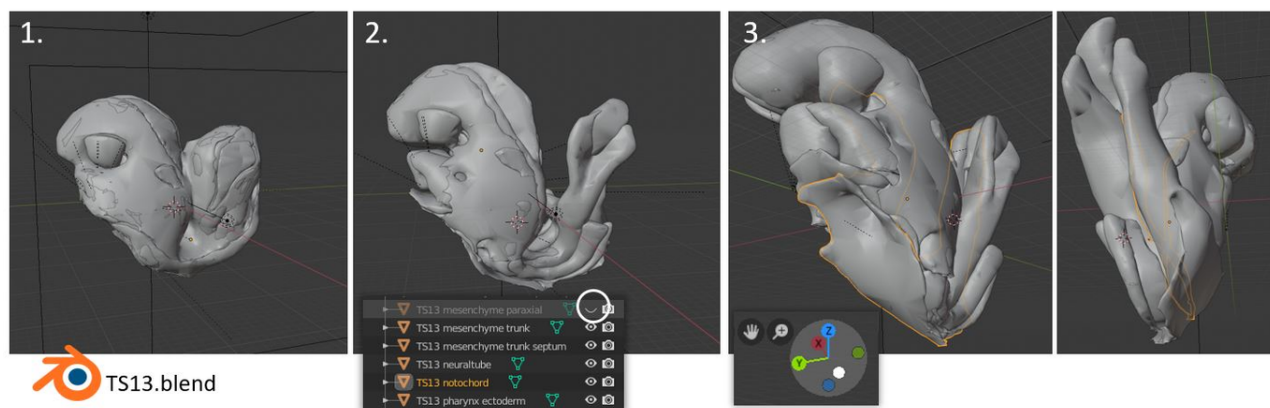 1.
2.
3.
TS13 mesenchyme paraxial
TS13 mesenchyme trunk
TS13 mesenchyme trunk septum
TS13 neuraltube
TS13 notochord
TS13 pharynx ectoderm
Z
X
Y
TS13.blend